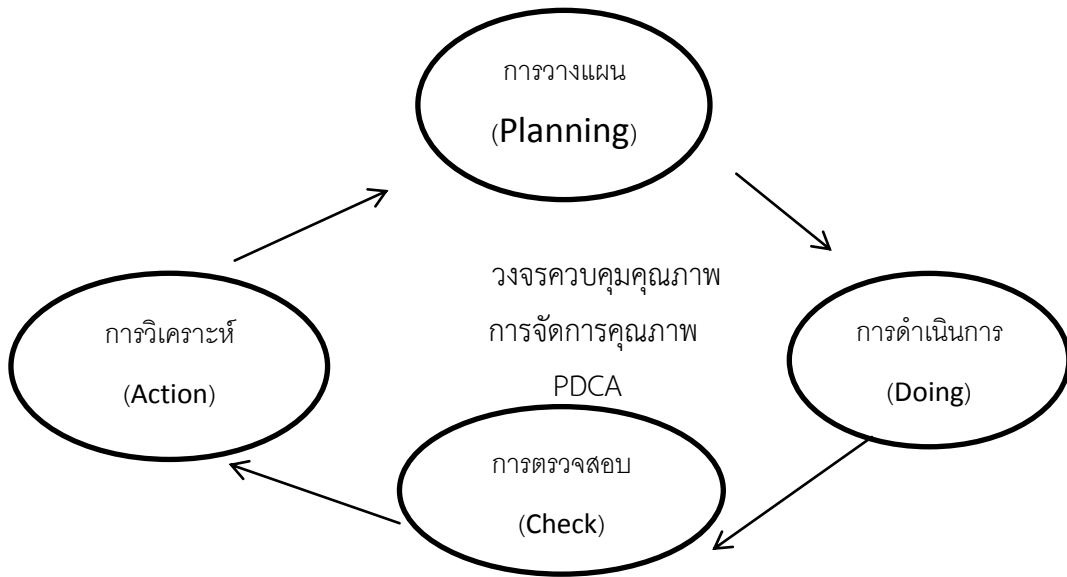 การวางแผน
(Planning)
วงจรควบคุมคุณภาพ
การจัดการคุณภาพ
PDCA
การวิเคราะห์
(Action)
การดำเนินการ
(Doing)
การตรวจสอบ
(Check)